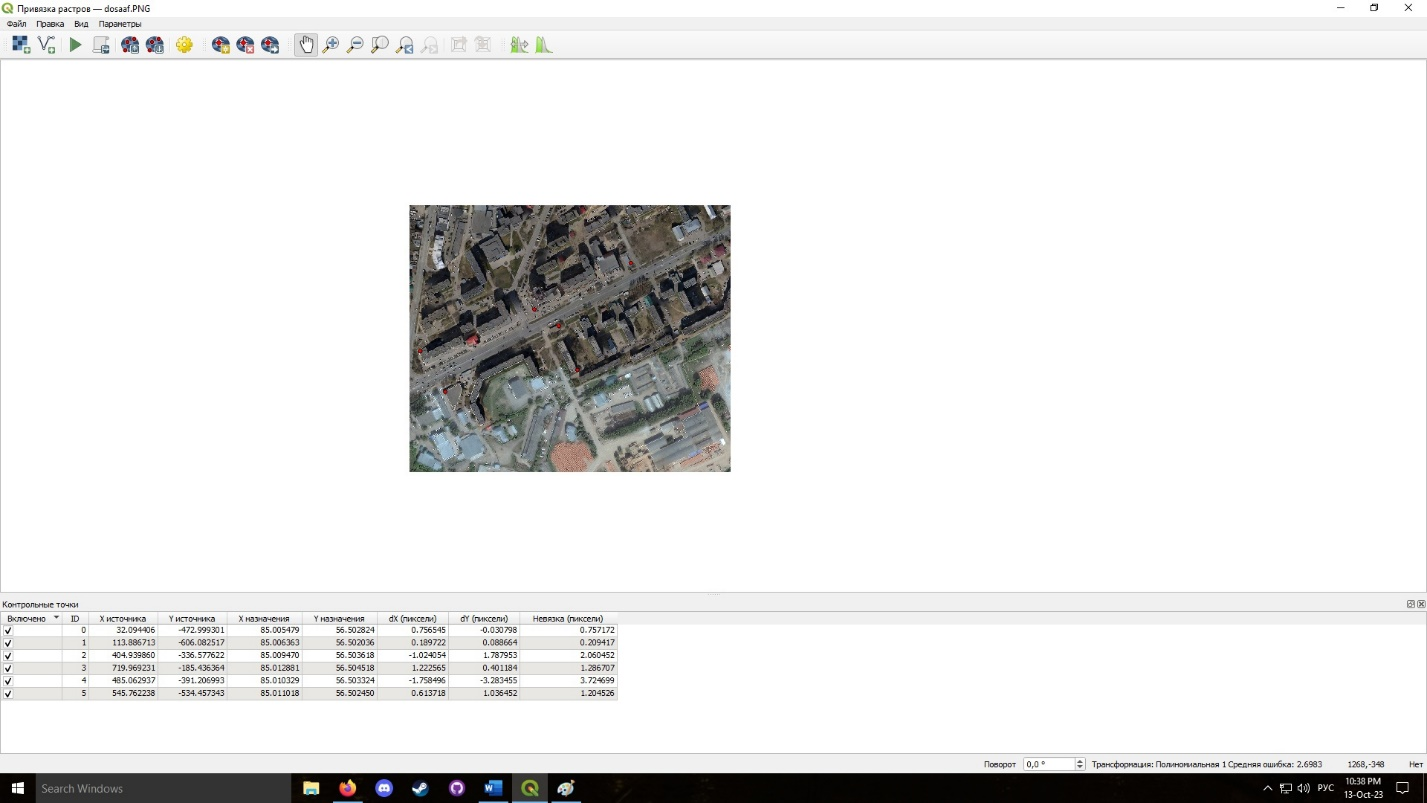 Привязка растров — dosaaf.PNG
Файл Правка Вид Параметры
Контрольные точки
Включено ID X источника Y источника X назначения Y назначения dX (пиксели) dY (пиксели) Невязка (пиксели)
0 32.094406 -472.999301 85.005479 56.502824 0.756545 -0.030798 0.757172
1 113.886713 -606.082517 85.006363 56.502036 0.189722 0.088664 0.209417
2 404.939860 -336.577622 85.009470 56.503618 -1.024054 1.787953 2.060452
3 719.969231 -185.436364 85.012881 56.504518 1.222565 0.401184 1.286707
4 485.062937 -391.206993 85.010329 56.503324 -1.758496 -3.283455 3.724699
5 545.762238 -534.457343 85.011018 56.502450 0.613718 1.036452 1.204526
Поворот 0,0 ° Трансформация: Полиномиальная 1 Средняя ошибка: 2.6983 1268,-348 Нет
Search Windows
РУС
10:38 PM
13-Oct-23